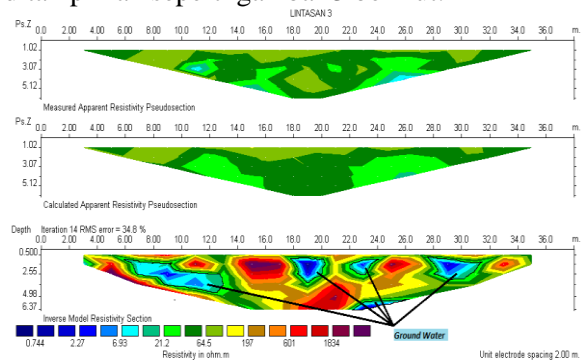 LINTASAN 3
Ps.Z 0.0 2.00 4.0 6.0 8.0 10.0 12.0 14.0 16.0 18.0 20.0 22.0 24.0 26.0 28.0 30.0 32.0 34.0 36.0 m.
1.02
3.07
5.12
Measured Apparent Resistivity Pseudosection
Ps.Z 0.0 2.00 4.0 6.0 8.0 10.0 12.0 14.0 16.0 18.0 20.0 22.0 24.0 26.0 28.0 30.0 32.0 34.0 36.0 m.
1.02
3.07
5.12
Calculated Apparent Resistivity Pseudosection
Depth Iteration 14 RMS error = 34.8 %
0.0 2.00 4.0 6.0 8.0 10.0 12.0 14.0 16.0 18.0 20.0 22.0 24.0 26.0 28.0 30.0 32.0 34.0 36.0 m.
0.500
2.55
4.98
6.37
Inverse Model Resistivity Section
Ground Water
0.744 2.27 6.93 21.2 64.5 197 601 1834
Resistivity in ohm.m Unit electrode spacing 2.00 m.